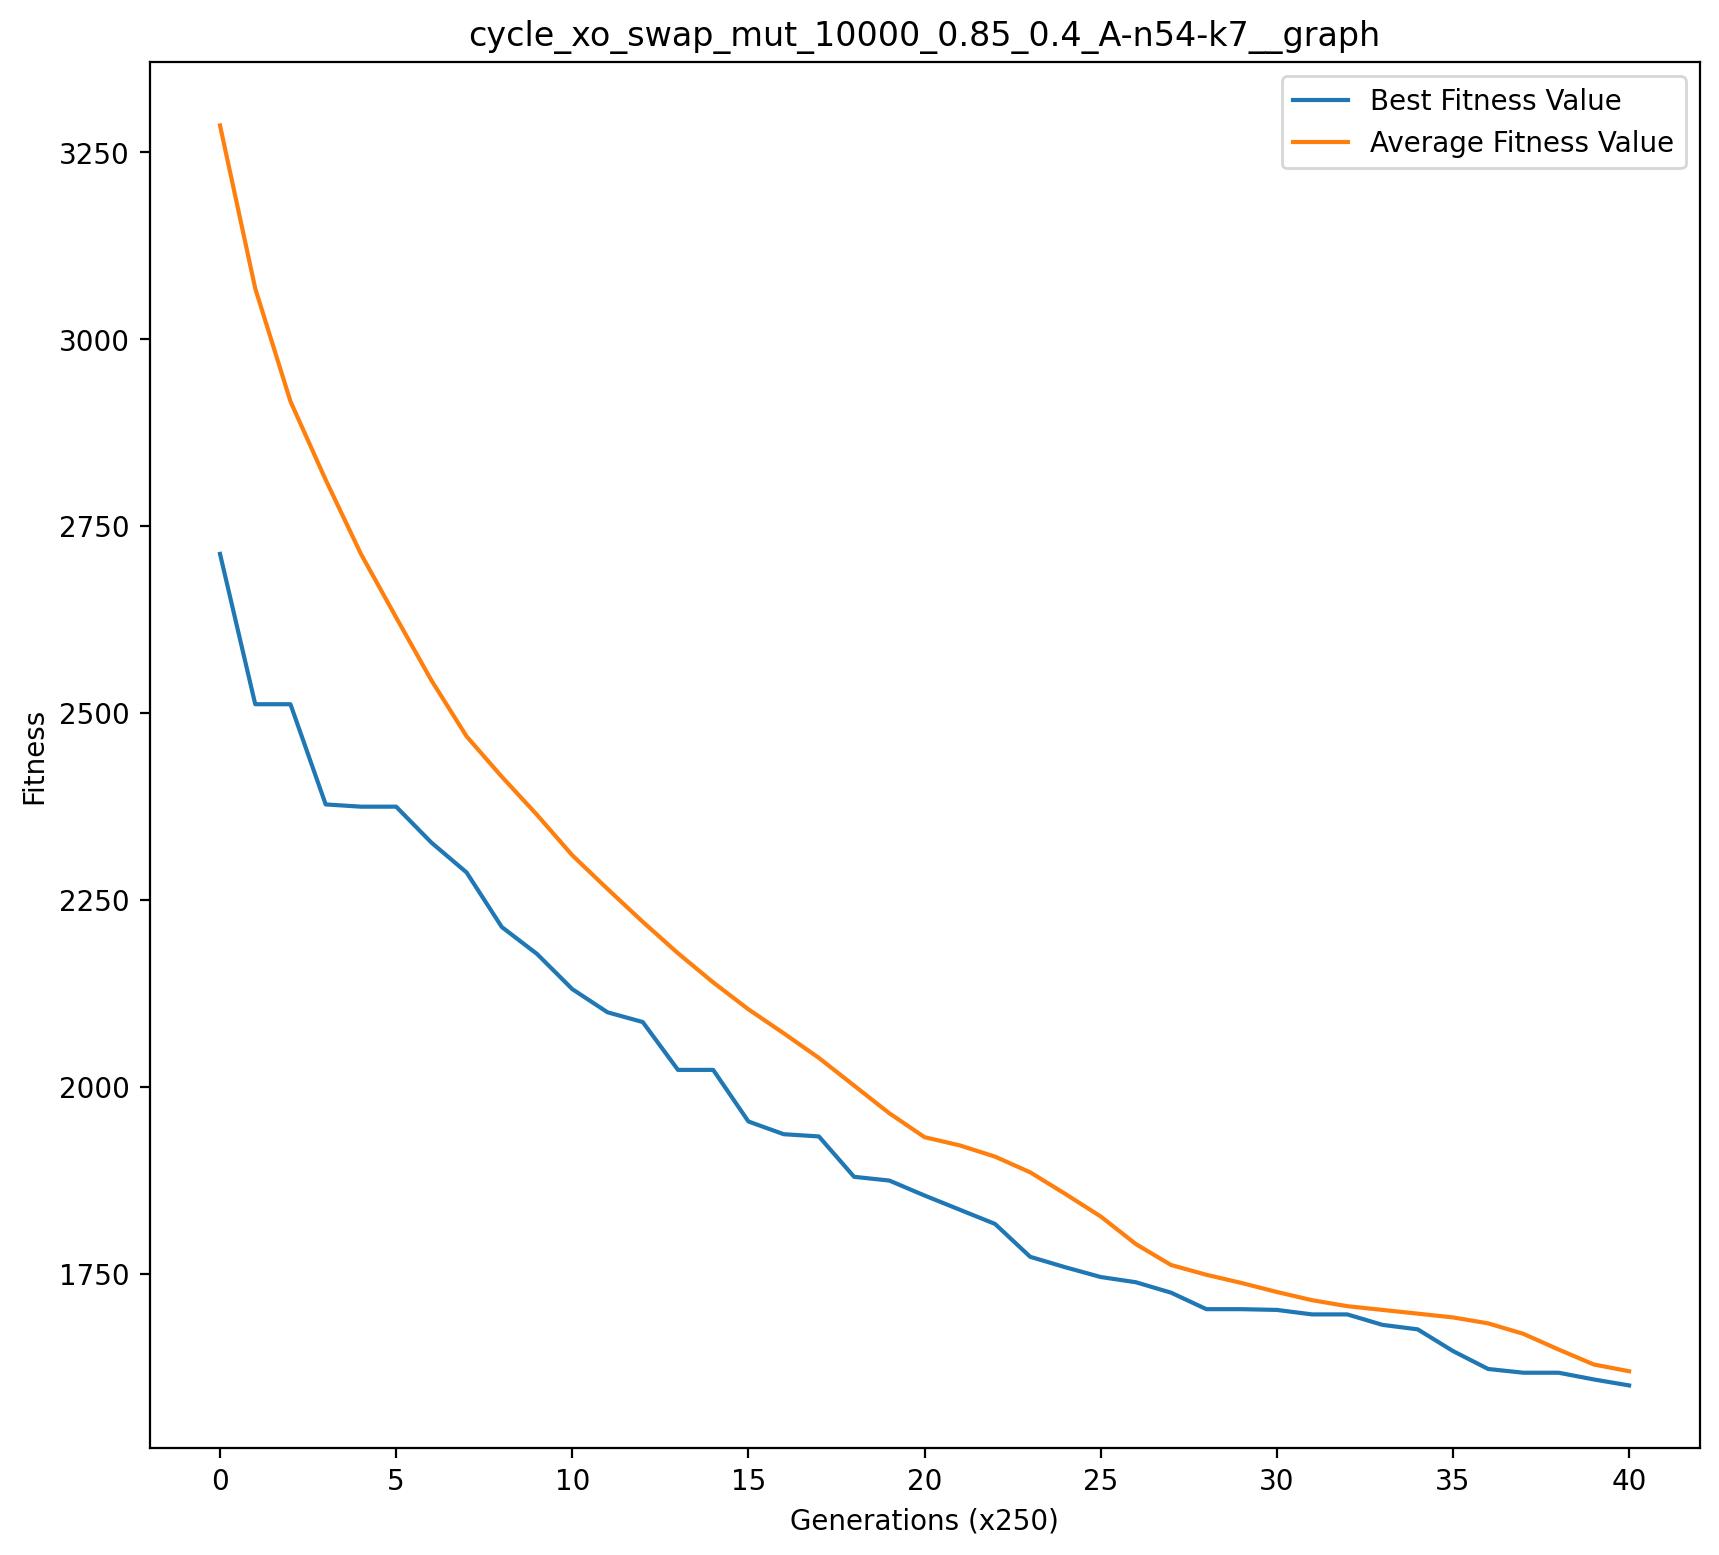 cycle_xo_swap_mut_10000_0.85_0.4_A-n54-k7__graph
Best Fitness Value
Average Fitness Value
3250
3000
2750
2500
2250
2000
1750
Fitness
0 5 10 15 20 25 30 35 40
Generations (x250)